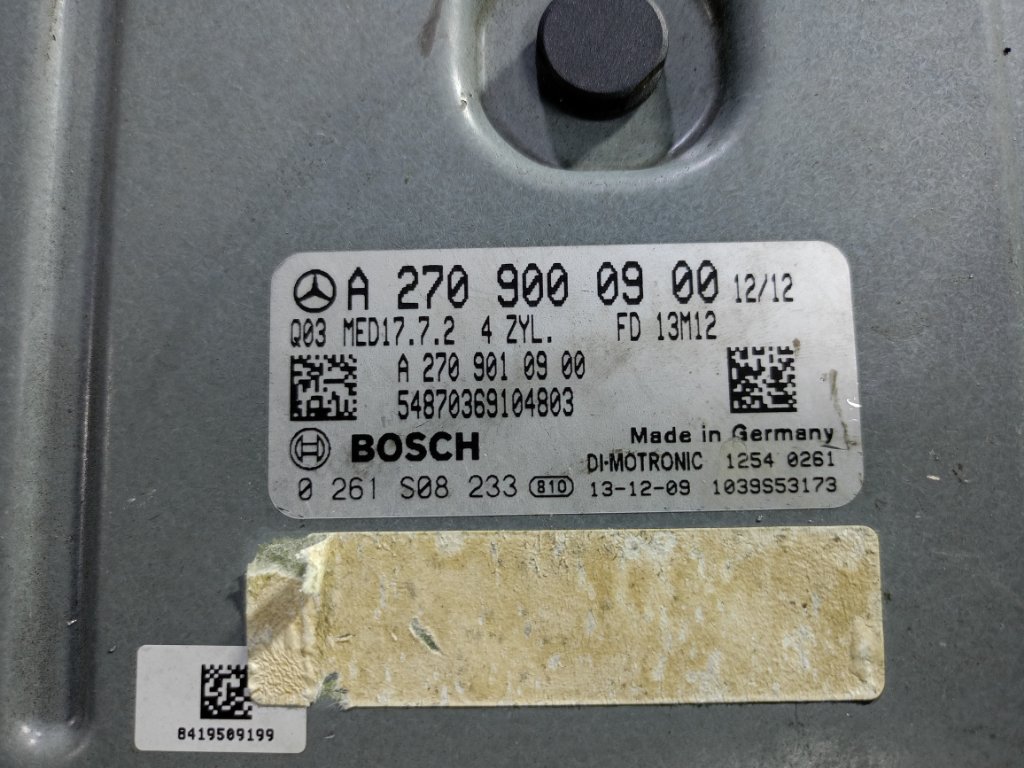 A 270 900 09 00 12/12
Q03 MED17.7.2 4 ZYL. FD 13M12
A 270 901 09 00
54870369104803
BOSCH Made in Germany
DI-MOTRONIC 1254 0261
0 261 S08 233 810 13-12-09 1039S53173
8419509199